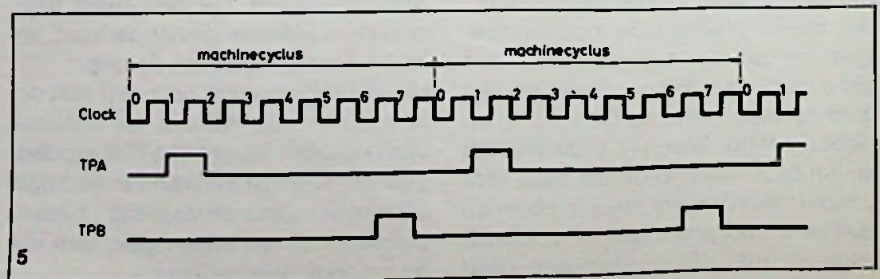 machinecyclus machinecyclus
0 1 2 3 4 5 6 7 0 1 2 3 4 5 6 7 0 1
Clock
TPA
TPB
5